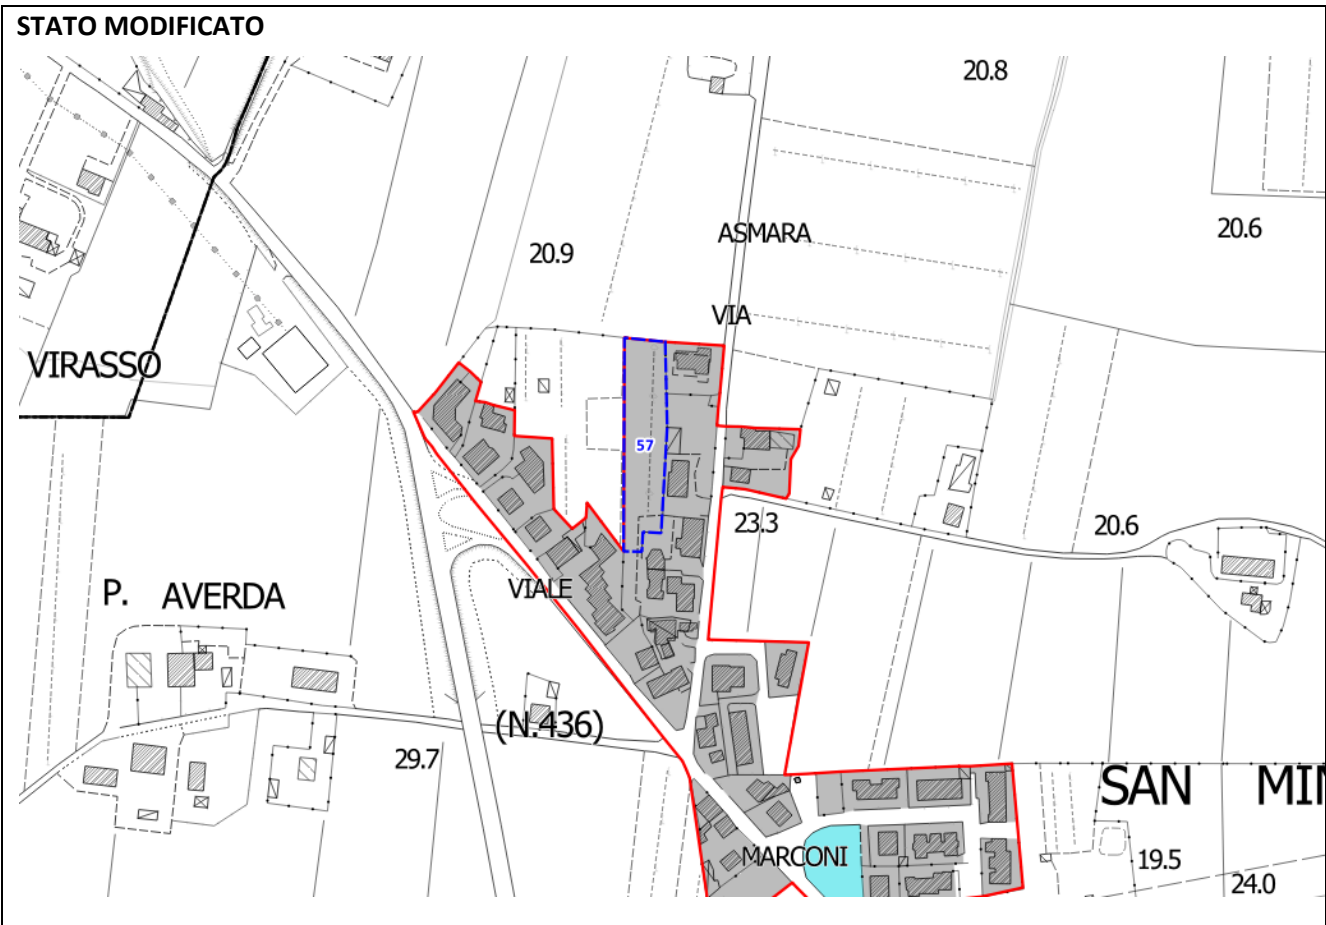 STATO MODIFICATO
20.8
20.6
ASMARA
20.9
VIA
VIRASSO
57
23.3
20.6
VIALE
P. AVERDA
(N.436)
29.7
SAN MIN
MARCONI
19.5
24.0